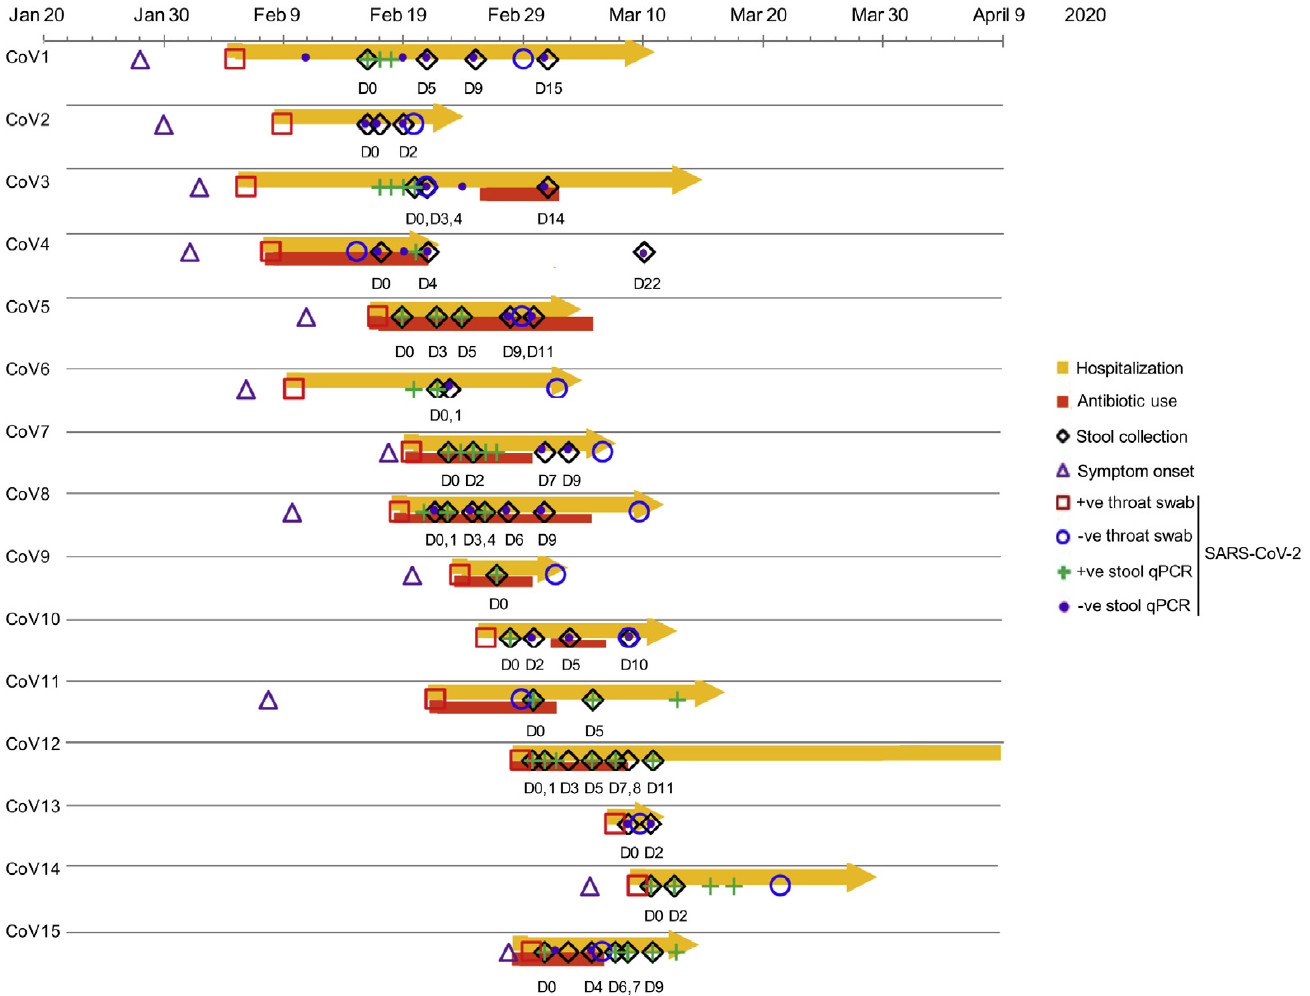 Jan 20 Jan 30 Feb 9 Feb 19 Feb 29 Mar 10 Mar 20 Mar 30 April 9 2020
CoV1
D0 D5 D9 D15
CoV2
D0 D2
CoV3
D0,D3,4 D14
CoV4
D0 D4 D22
CoV5
D0 D3 D5 D9,D11
CoV6
D0,1
CoV7
D0 D2 D7 D9
CoV8
D0,1 D3,4 D6 D9
CoV9
D0
CoV10
D0 D2 D5 D10
CoV11
D0 D5
CoV12
D0,1 D3 D5 D7,8 D11
CoV13
D0 D2
CoV14
D0 D2
CoV15
D0 D4 D6,7 D9
Hospitalization
Antibiotic use
Stool collection
Symptom onset
+ve throat swab
-ve throat swab
SARS-CoV-2
+ve stool qPCR
-ve stool qPCR